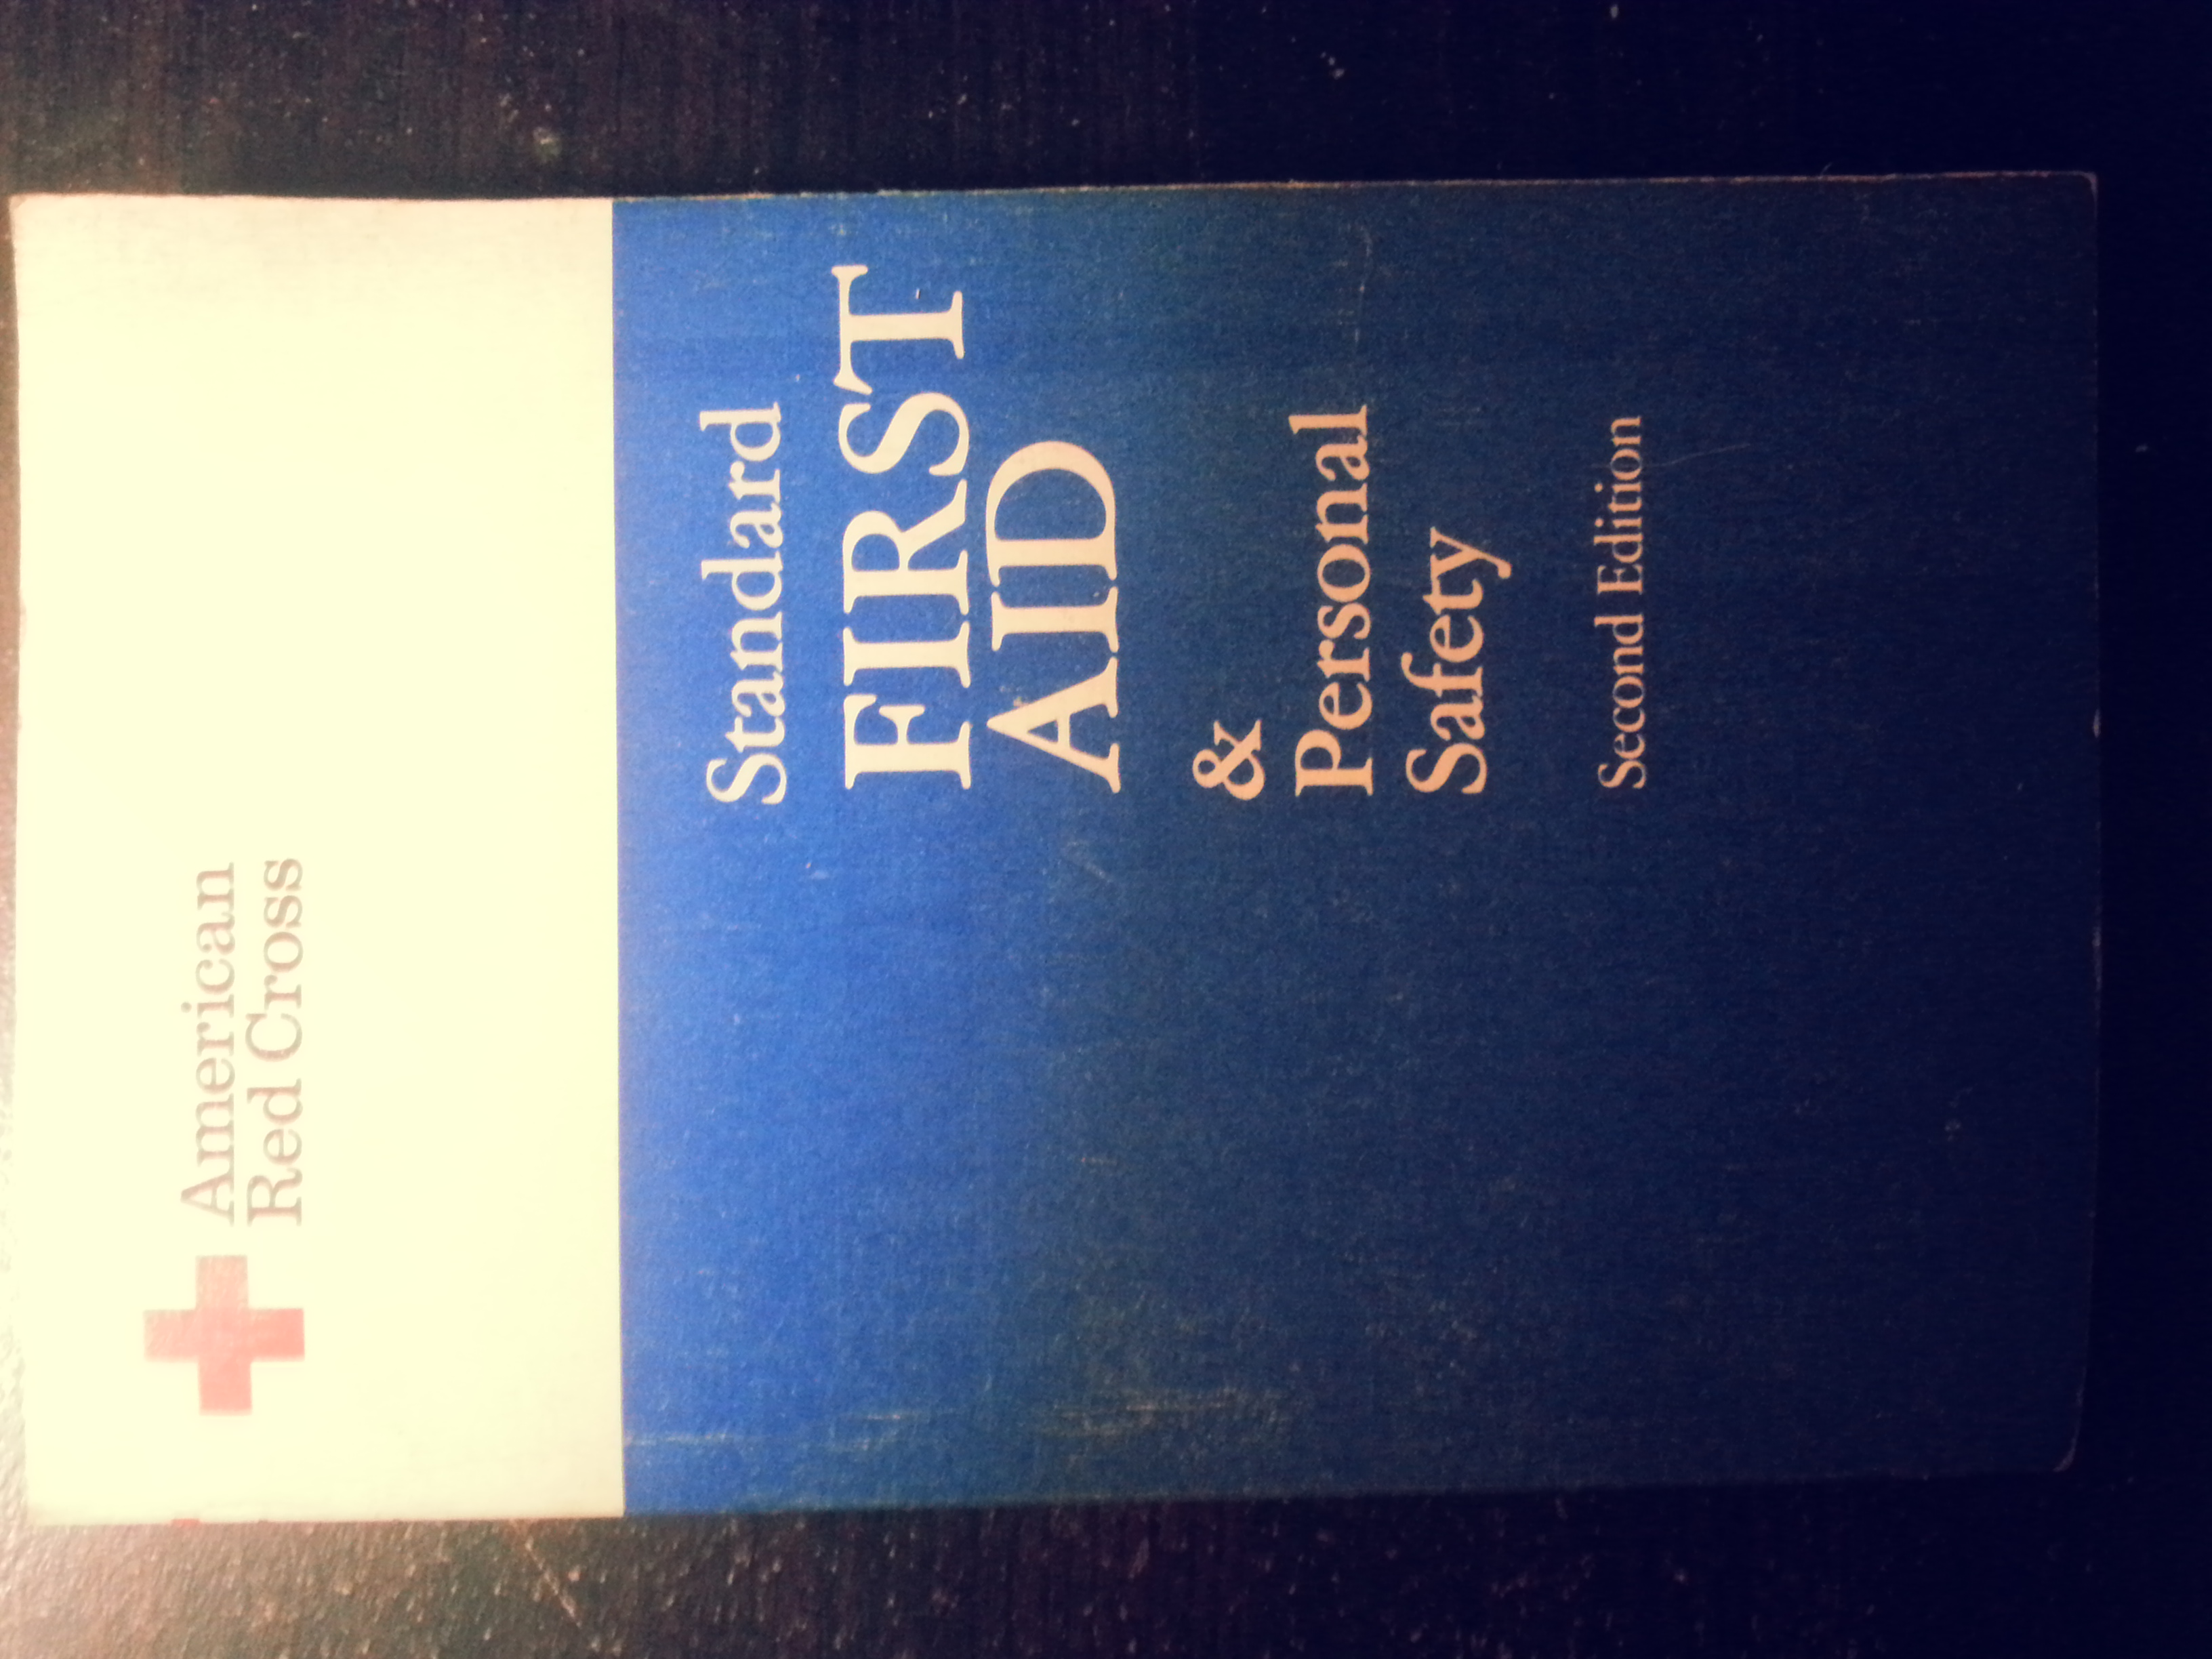 American
Red Cross
Standard
FIRST
AID
&
Personal
Safety
Second Edition